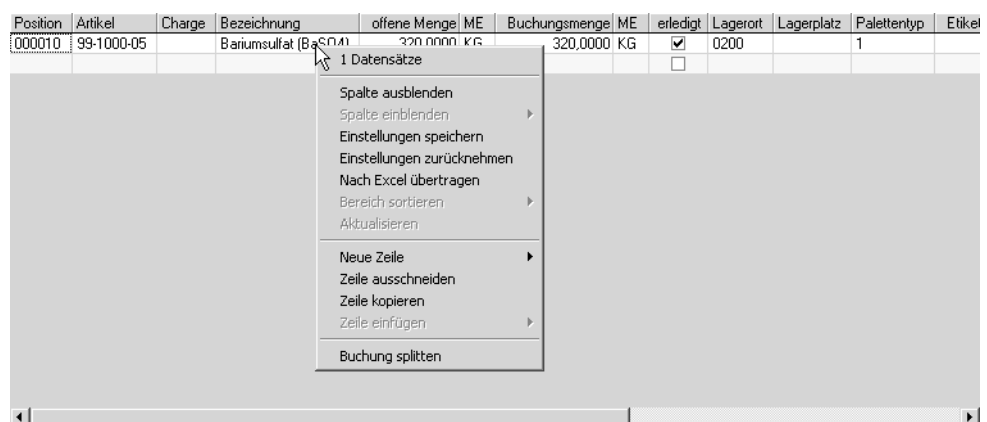 Position Artikel Charge Bezeichnung offene Menge ME Buchungsmenge ME erledigt Lagerort Lagerplatz Palettentyp Etiket
000010 99-1000-05 Bariumsulfat (BaSO4) 320,0000 KG 320,0000 KG 0200 1
1 Datensätze
Spalte ausblenden
Spalte einblenden
Einstellungen speichern
Einstellungen zurücknehmen
Nach Excel übertragen
Bereich sortieren
Aktualisieren
Neue Zeile
Zeile ausschneiden
Zeile kopieren
Zeile einfügen
Buchung splitten